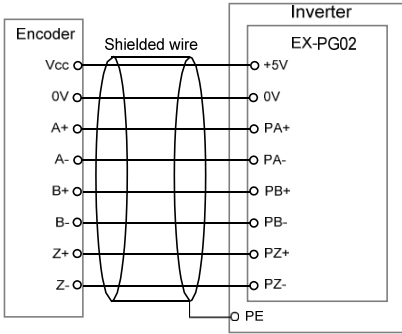 Inverter
Encoder
Shielded wire
EX-PG02
Vcc
+5V
0V
0V
A+
PA+
A-
PA-
B+
PB+
B-
PB-
Z+
PZ+
Z-
PZ-
PE